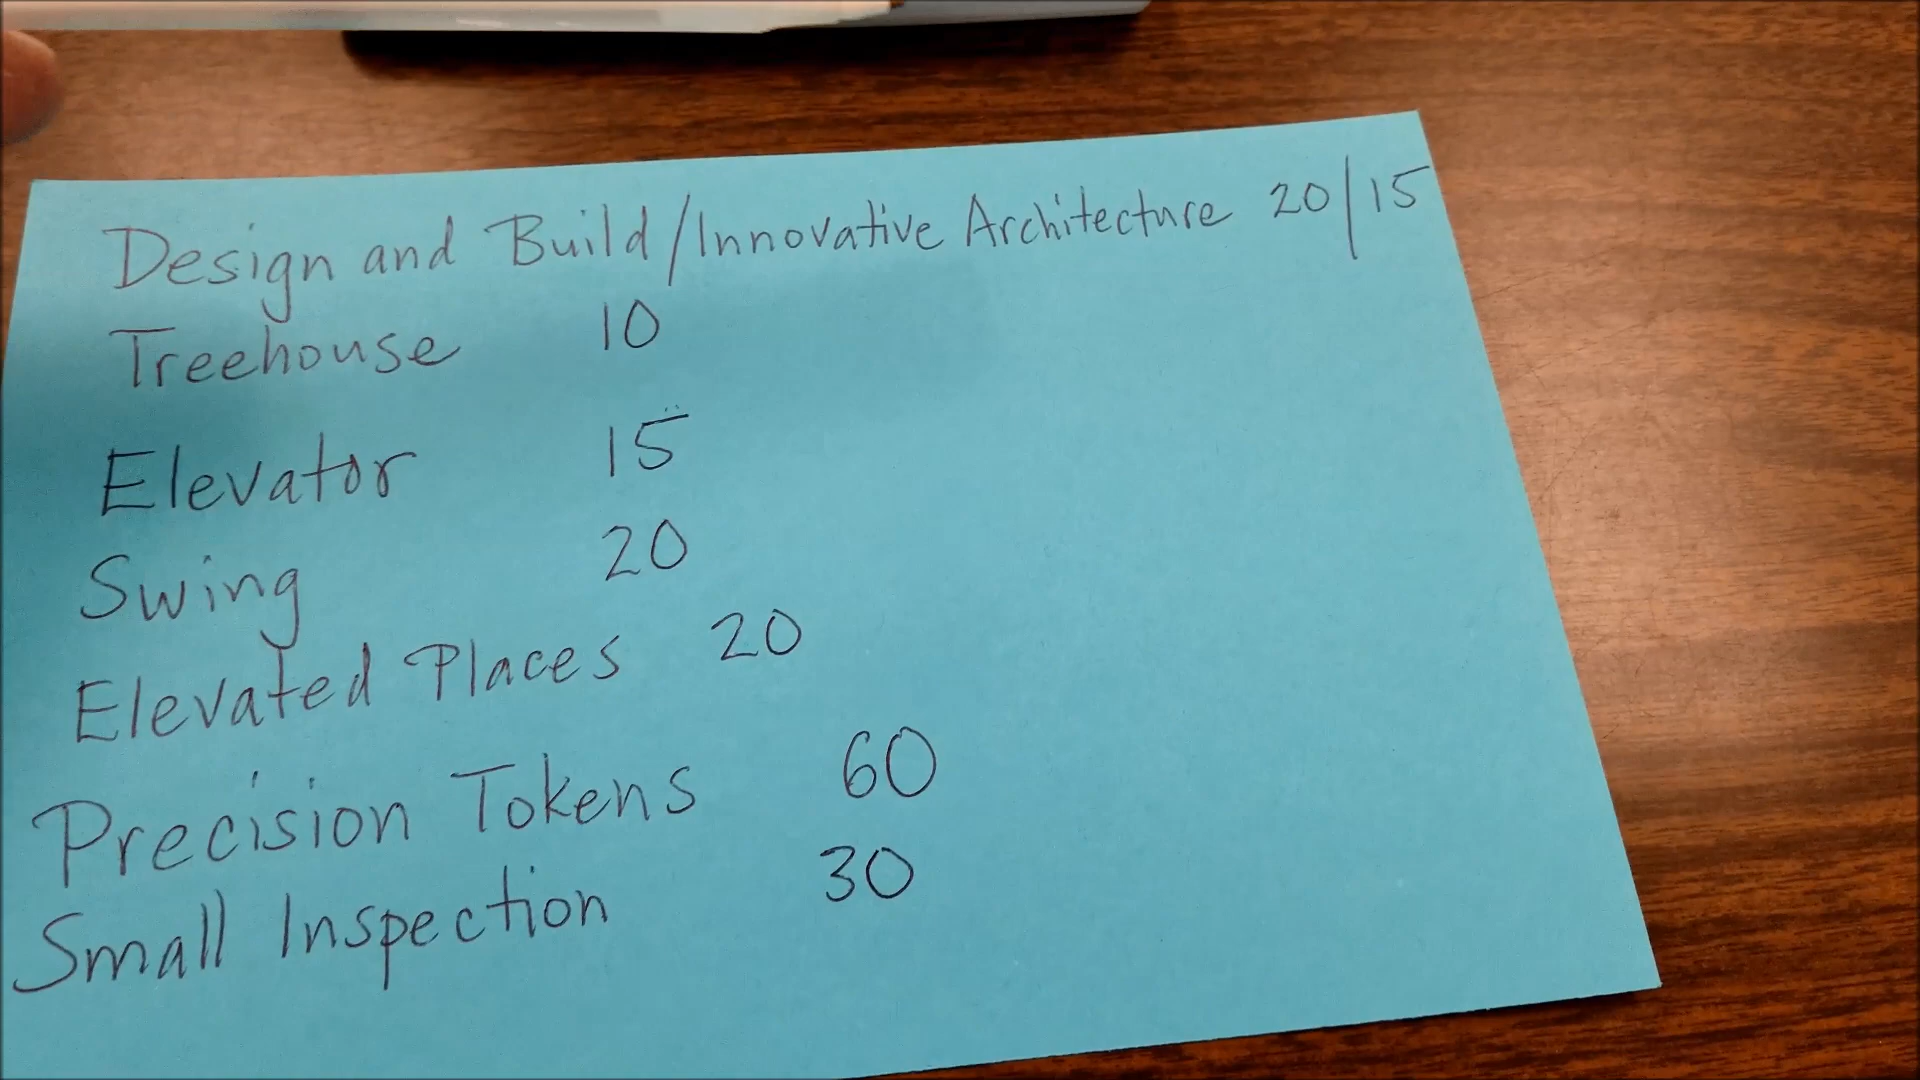 Design and Build/Innovative Architecture 20/15
Treehouse 10
Elevator 15
Swing 20
Elevated Places 20
Precision Tokens 60
Small Inspection 30